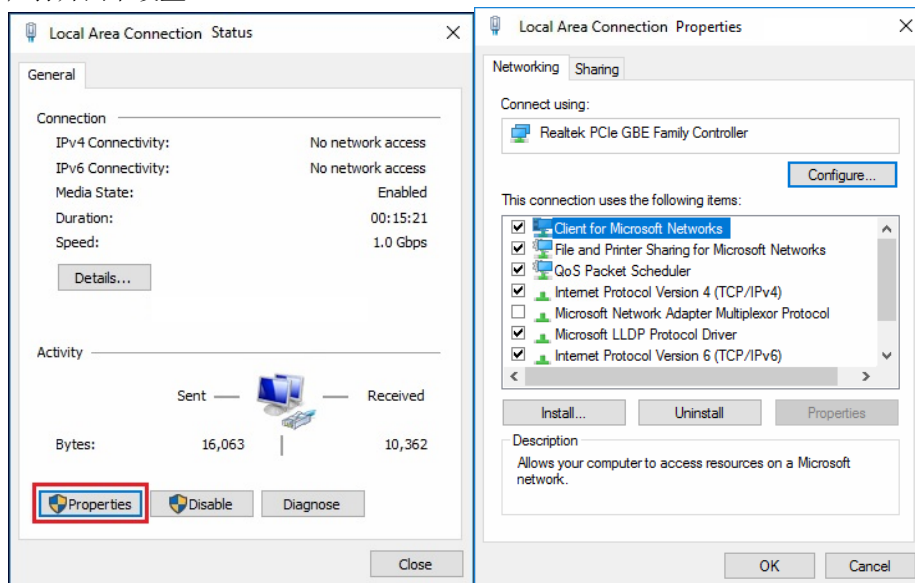 Local Area Connection Status
General
Connection
IPv4 Connectivity: No network access
IPv6 Connectivity: No network access
Media State: Enabled
Duration: 00:15:21
Speed: 1.0 Gbps
Details...
Activity
Sent Received
Bytes: 16,063 10,362
Properties Disable Diagnose
Close
Local Area Connection Properties
Networking Sharing
Connect using:
Realtek PCIe GBE Family Controller
Configure...
This connection uses the following items:
Client for Microsoft Networks
File and Printer Sharing for Microsoft Networks
QoS Packet Scheduler
Internet Protocol Version 4 (TCP/IPv4)
Microsoft Network Adapter Multiplexor Protocol
Microsoft LLDP Protocol Driver
Internet Protocol Version 6 (TCP/IPv6)
Install... Uninstall Properties
Description
Allows your computer to access resources on a Microsoft
network.
OK Cancel